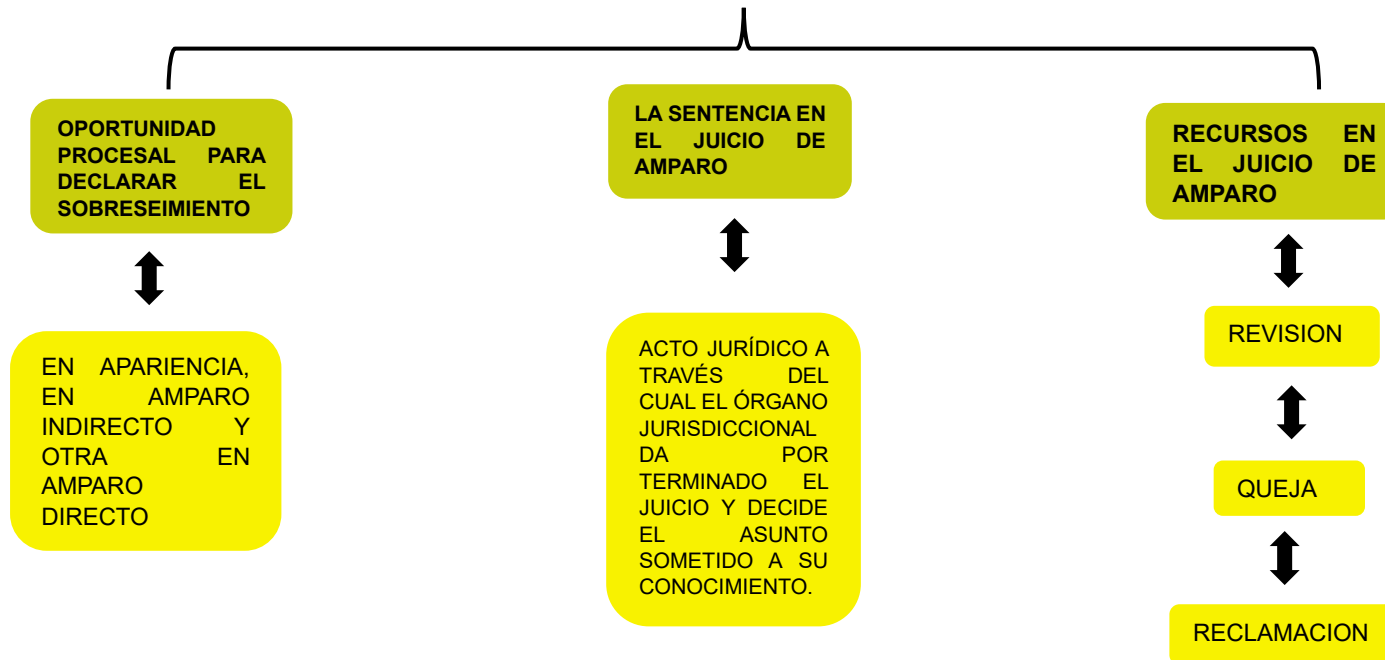 OPORTUNIDAD
PROCESAL PARA
DECLARAR EL
SOBRESEIMIENTO
EN APARIENCIA,
EN AMPARO
INDIRECTO Y
OTRA EN
AMPARO
DIRECTO
LA SENTENCIA EN
EL JUICIO DE
AMPARO
ACTO JURÍDICO A
TRAVÉS DEL
CUAL EL ÓRGANO
JURISDICCIONAL
DA POR
TERMINADO EL
JUICIO Y DECIDE
EL ASUNTO
SOMETIDO A SU
CONOCIMIENTO.
RECURSOS EN
EL JUICIO DE
AMPARO
REVISION
QUEJA
RECLAMACION